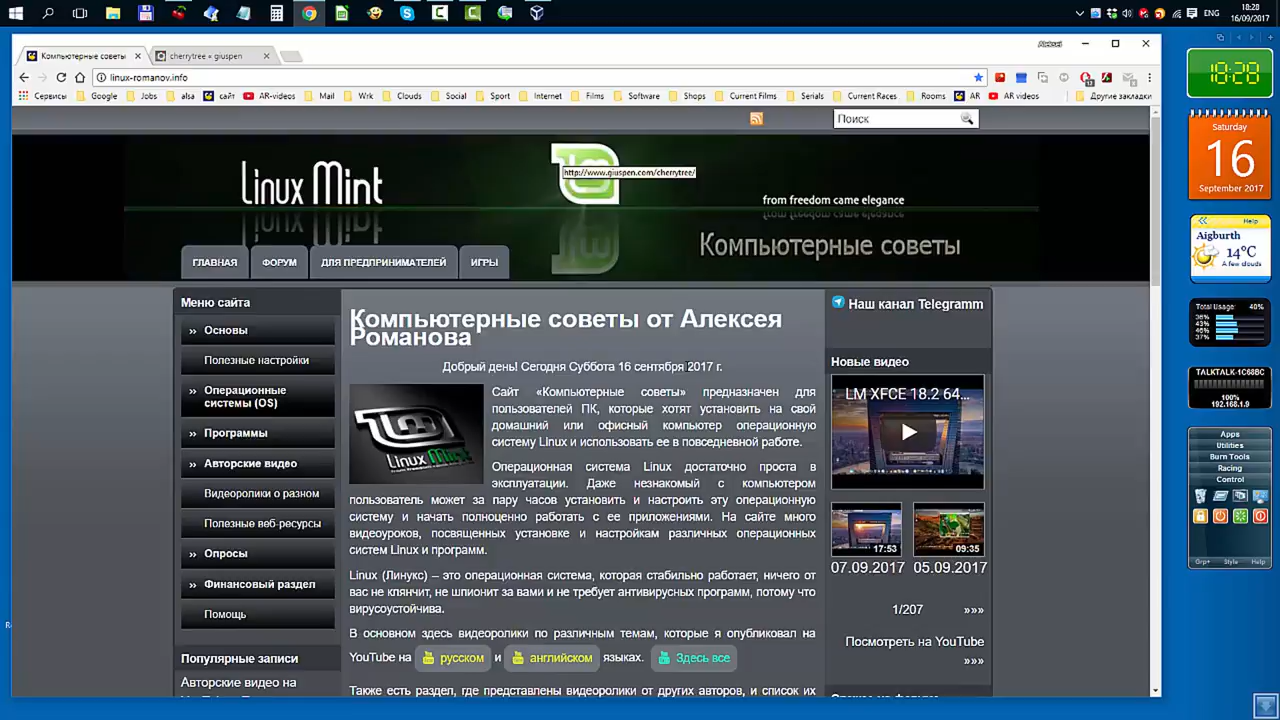 ENG
18:28
16/09/2017
Aleksei
Компьютерные советы
cherrytree « giuspen
linux-romanov.info
Сервисы Google Jobs alsa сайт AR-videos Mail Wrk Clouds Social Sport Internet Films Software Shops Current Films Serials Current Races Rooms AR AR videos Другие закладки
Поиск
Linux Mint
http://www.giuspen.com/cherrytree/
from freedom came elegance
Компьютерные советы
ГЛАВНАЯ ФОРУМ ДЛЯ ПРЕДПРИНИМАТЕЛЕЙ ИГРЫ
Меню сайта
» Основы
Полезные настройки
» Операционные
системы (OS)
» Программы
» Авторские видео
Видеоролики о разном
Полезные веб-ресурсы
» Опросы
» Финансовый раздел
Помощь
Популярные записи
Авторские видео на
Компьютерные советы от Алексея
Романова
Добрый день! Сегодня Суббота 16 сентября 2017 г.
Linux Mint
Сайт «Компьютерные советы» предназначен для
пользователей ПК, которые хотят установить на свой
домашний или офисный компьютер операционную
систему Linux и использовать ее в повседневной работе.
Операционная система Linux достаточно проста в
эксплуатации. Даже незнакомый с компьютером
пользователь может за пару часов установить и настроить эту операционную
систему и начать полноценно работать с ее приложениями. На сайте много
видеоуроков, посвященных установке и настройкам различных операционных
систем Linux и программ.
Linux (Линукс) – это операционная система, которая стабильно работает, ничего от
вас не клянчит, не шпионит за вами и не требует антивирусных программ, потому что
вирусоустойчива.
В основном здесь видеоролики по различным темам, которые я опубликовал на
YouTube на русском и английском языках. Здесь все
Также есть раздел, где представлены видеоролики от других авторов, и список их
Наш канал Telegramm
Новые видео
LM XFCE 18.2 64...
17:53
09:35
07.09.2017 05.09.2017
1/207 »»»
Посмотреть на YouTube
»»»
18:28
Saturday
16
September 2017
Help
Aigburth
14°C
A few clouds
Total Usage: 40%
36%
43%
46%
37%
TALKTALK-1C68BC
100%
192.168.1.9
Apps
Utilities
Burn Tools
Racing
Control
Grp+ Style Help